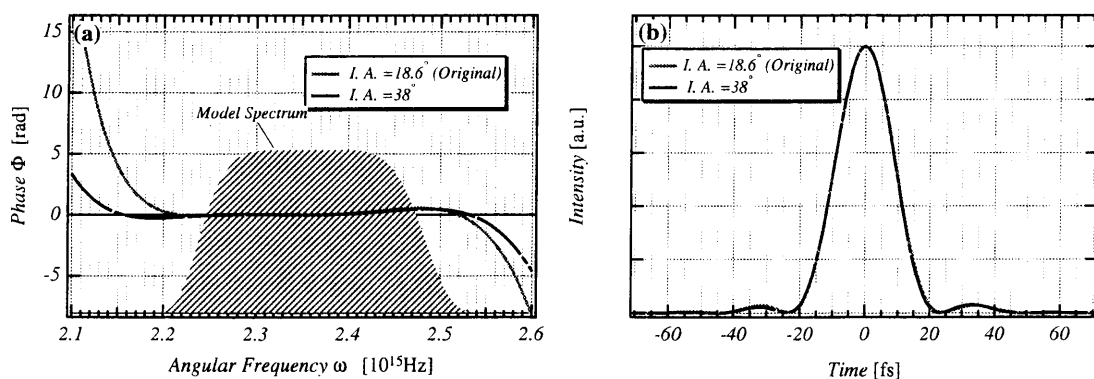 (a)
15
10
5
0
-5
Phase Φ [rad]
I. A. =18.6° (Original)
I. A. =38°
Model Spectrum
2.1 2.2 2.3 2.4 2.5 2.6
Angular Frequency ω [10¹⁵Hz]
(b)
Intensity [a.u.]
I. A. =18.6° (Original)
I. A. =38°
-60 -40 -20 0 20 40 60
Time [fs]